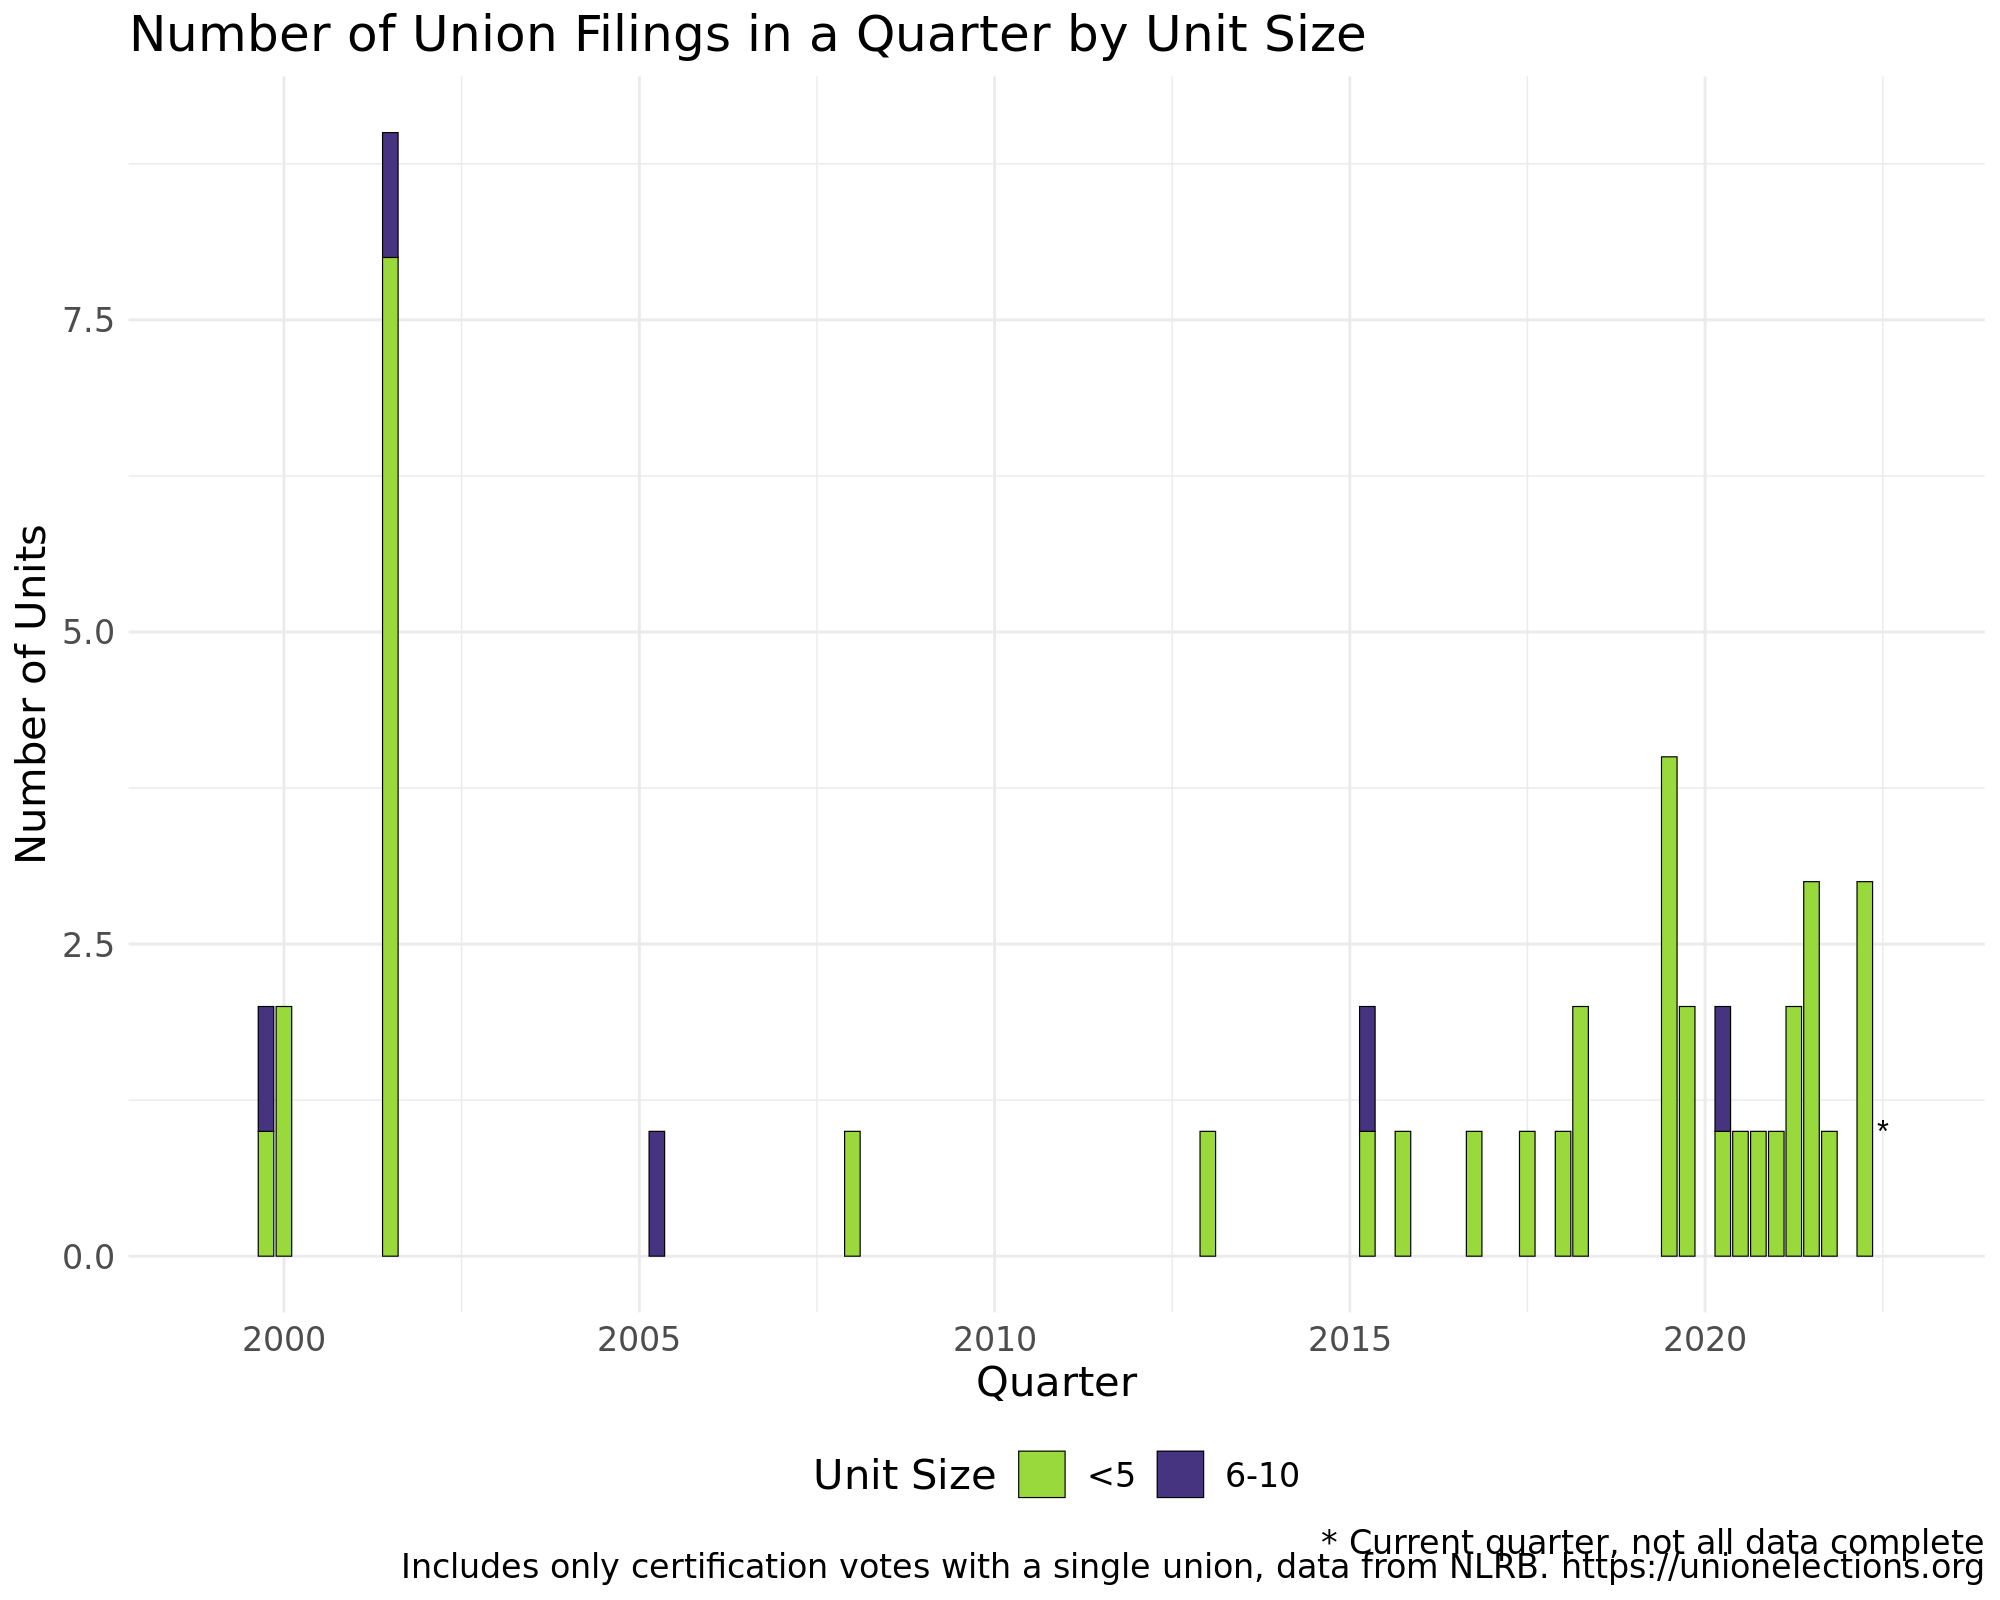 Number of Union Filings in a Quarter by Unit Size
Number of Units
7.5
5.0
2.5
0.0
*
2000 2005 2010 2015 2020
Quarter
Unit Size <5 6-10
* Current quarter, not all data complete
Includes only certification votes with a single union, data from NLRB. https://unionelections.org